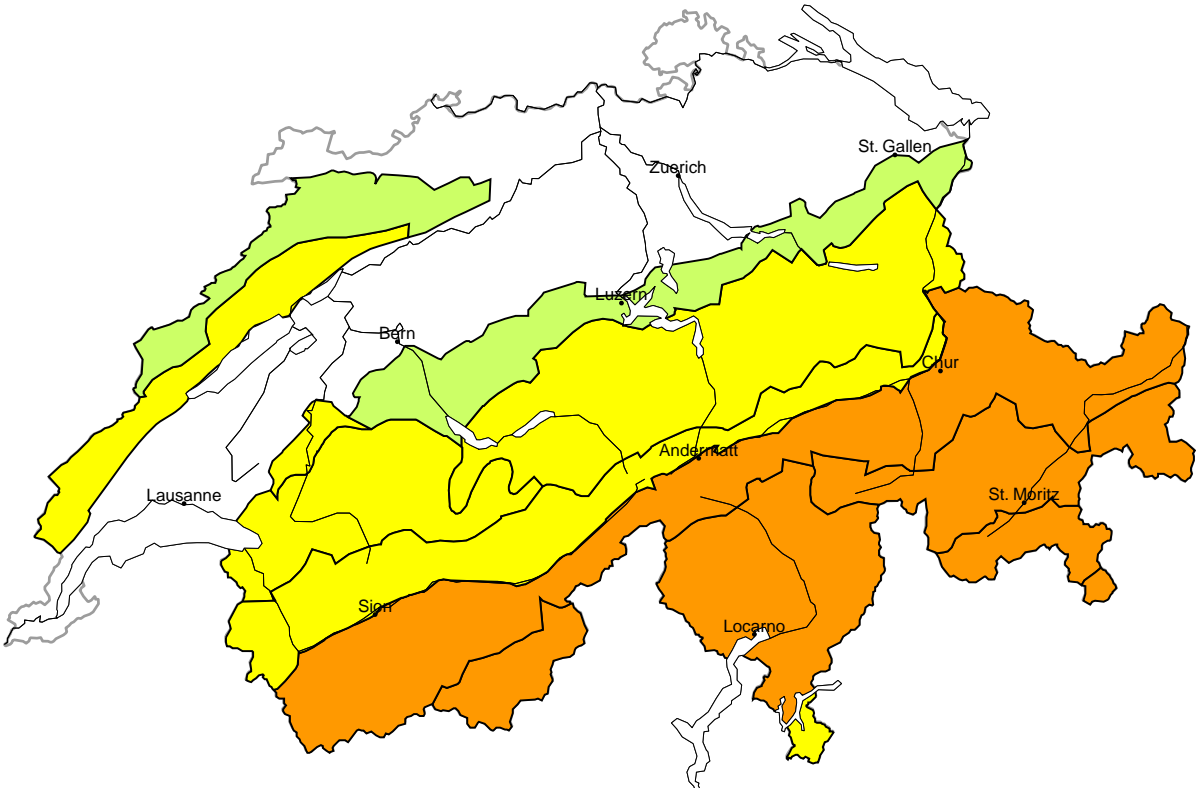 St. Gallen
Zuerich
Luzern
Bern
Chur
Andermatt
Lausanne
St. Moritz
Sion
Locarno